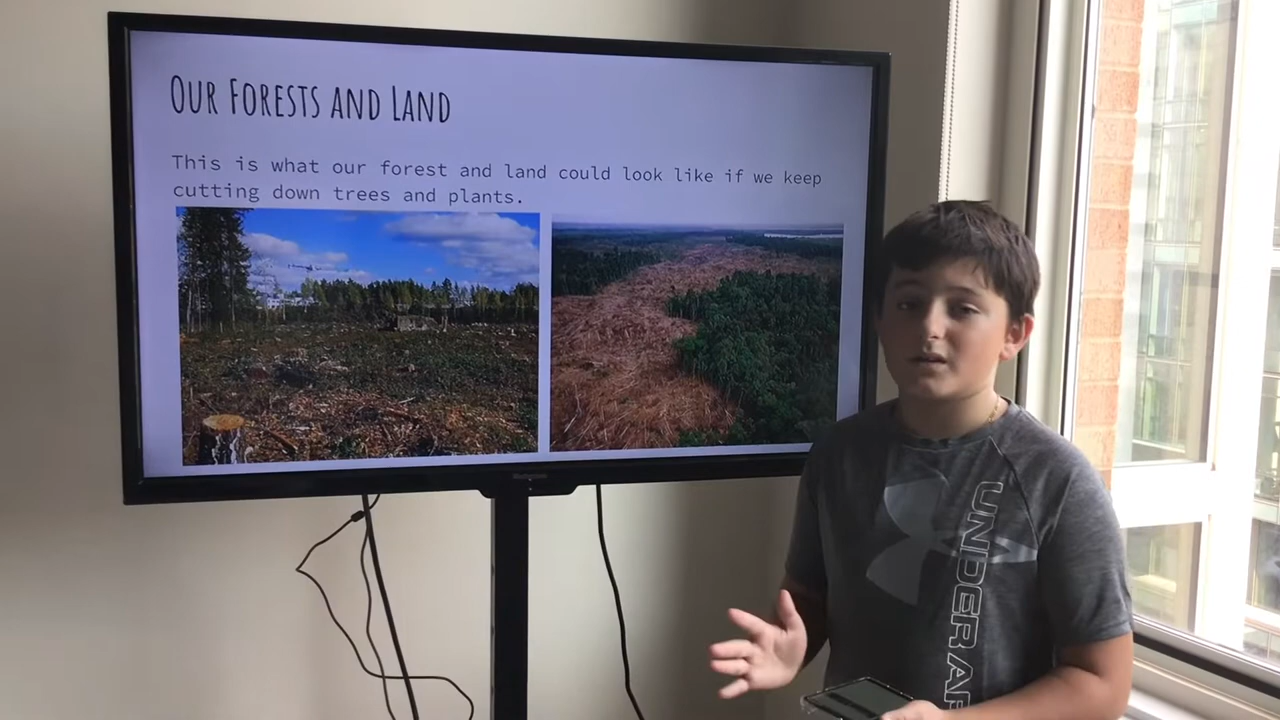 Our Forests and Land
This is what our forest and land could look like if we keep
cutting down trees and plants.
UNDER AR